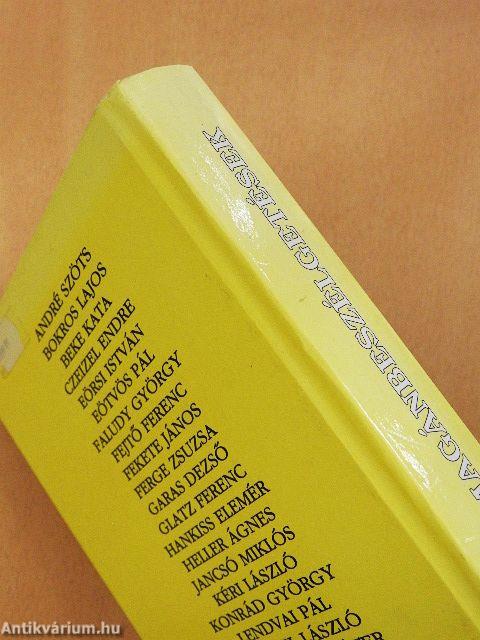 MAGÁNBESZÉLGETÉSEK
ANDRÉ SZÖTS
BOKROS LAJOS
BEKE KATA
CZEIZEL ENDRE
EÖRSI ISTVÁN
EÖTVÖS PÁL
FALUDY GYÖRGY
FEJTŐ FERENC
FEKETE JÁNOS
FERGE ZSUZSA
GARAS DEZSŐ
GLATZ FERENC
HANKISS ELEMÉR
HELLER ÁGNES
JANCSÓ MIKLÓS
KÉRI LÁSZLÓ
KONRÁD GYÖRGY
LENDVAI PÁL
LÁSZLÓ
Antikvárium.hu